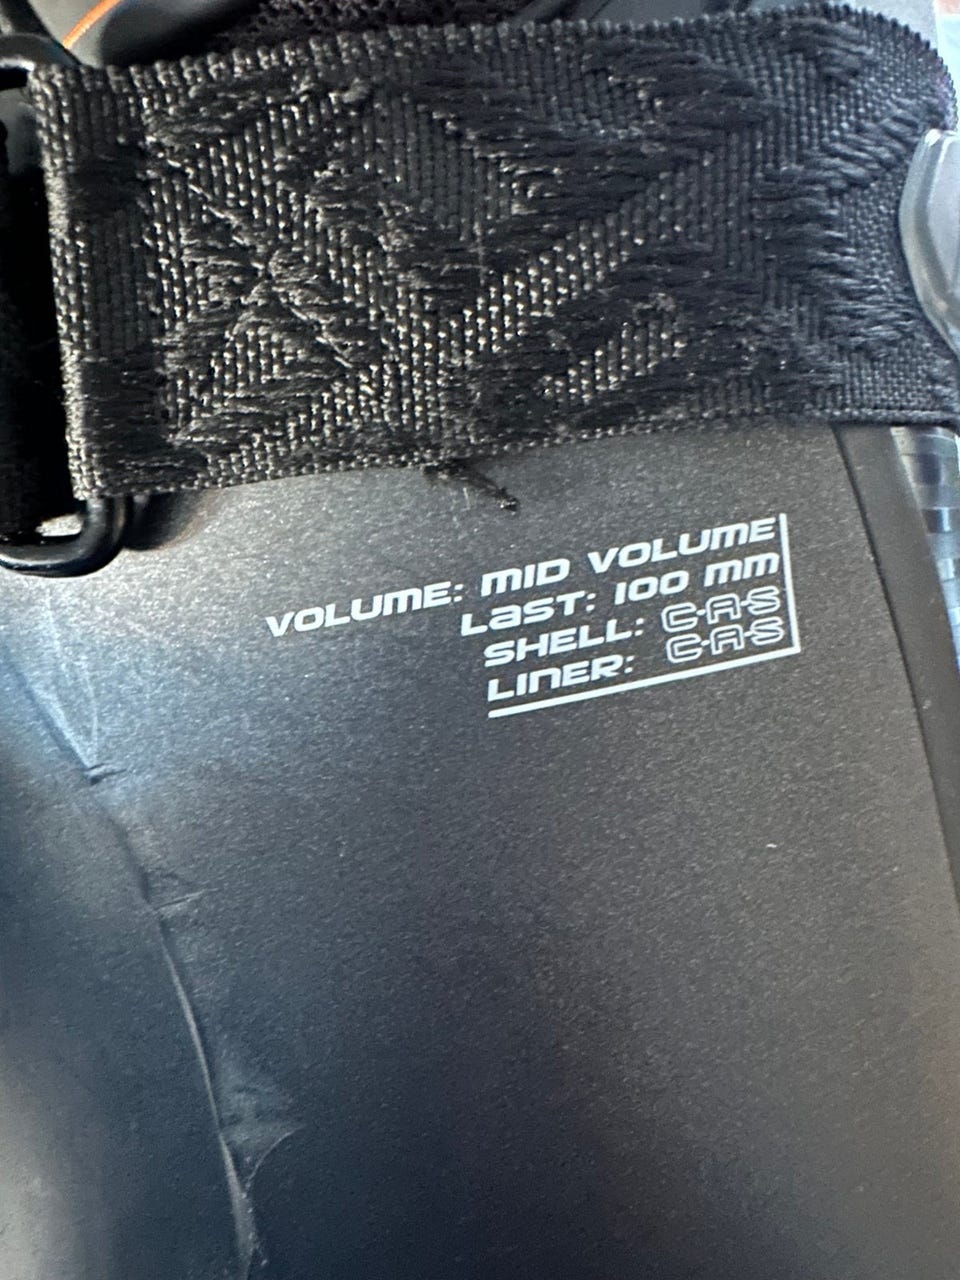 VOLUME: MID VOLUME
LAST: 100 MM
SHELL: C-A-S
LINER: C-A-S